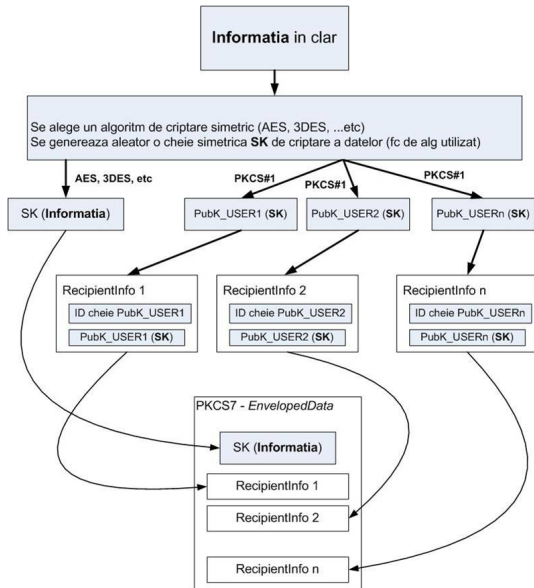 Informatia in clar
Se alege un algoritm de criptare simetric (AES, 3DES, ...etc)
Se genereaza aleator o cheie simetrica SK de criptare a datelor (fc de alg utilizat)
AES, 3DES, etc
PKCS#1
PKCS#1
PKCS#1
SK (Informatia)
PubK_USER1 (SK)
PubK_USER2 (SK)
PubK_USERn (SK)
RecipientInfo 1
ID cheie PubK_USER1
PubK_USER1 (SK)
RecipientInfo 2
ID cheie PubK_USER2
PubK_USER2 (SK)
RecipientInfo n
ID cheie PubK_USERn
PubK_USERn (SK)
PKCS7 - EnvelopedData
SK (Informatia)
RecipientInfo 1
RecipientInfo 2
RecipientInfo n